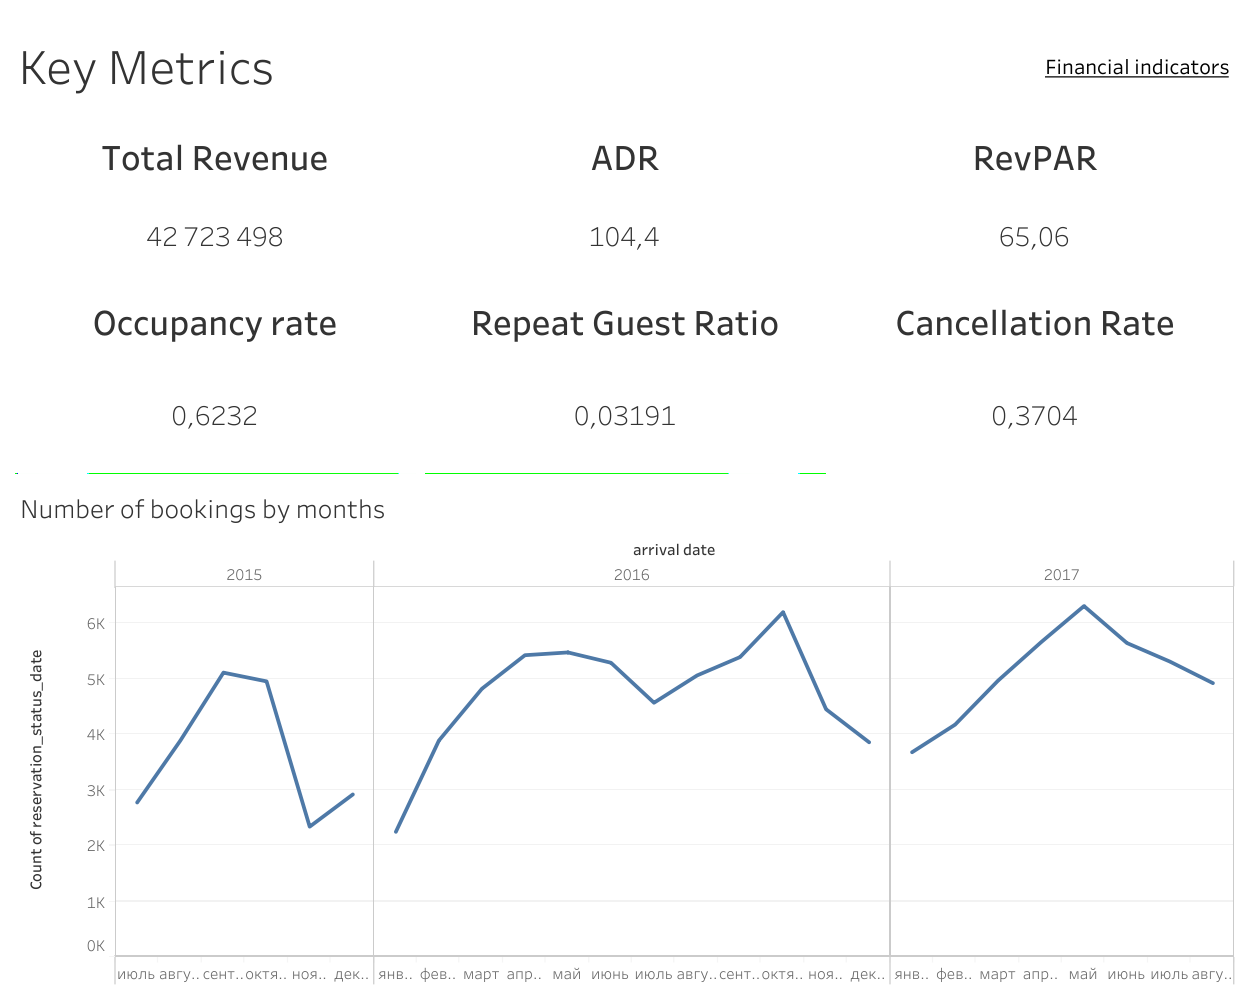 Key Metrics
Financial indicators
Total Revenue
ADR
RevPAR
42 723 498
104,4
65,06
Occupancy rate
Repeat Guest Ratio
Cancellation Rate
0,6232
0,03191
0,3704
Number of bookings by months
arrival date
2015
2016
2017
Count of reservation_status_date
6K
5K
4K
3K
2K
1K
0K
июль авгу.. сент.. октя.. ноя.. дек.. янв.. фев.. март апр.. май июнь июль авгу.. сент.. октя.. ноя.. дек.. янв.. фев.. март апр.. май июнь июль авгу..